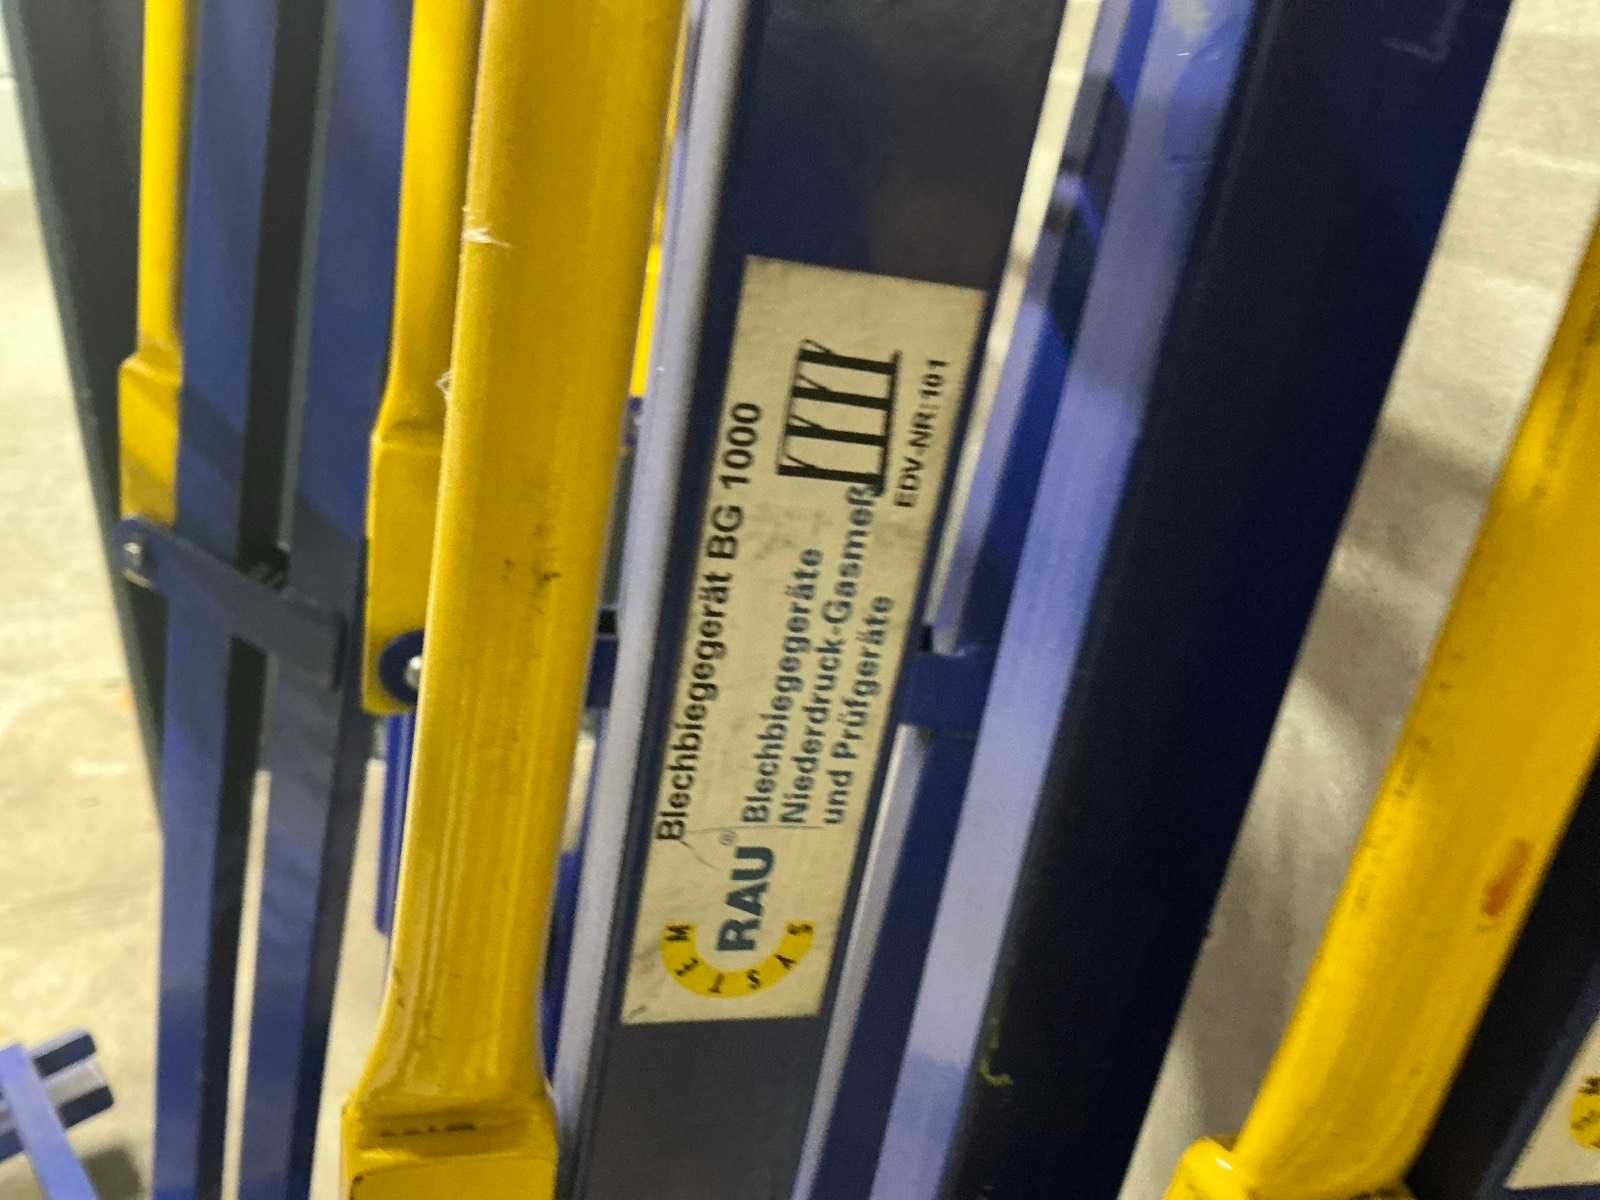 Blechbiegegerät BG 1000
RAU®
SYSTEM
Blechbiegegeräte
Niederdruck-Gasmeß
und Prüfgeräte
EDV-NR:101